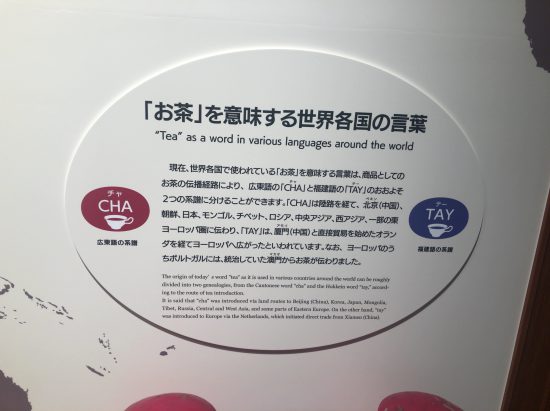 「お茶」を意味する世界各国の言葉
"Tea" as a word in various languages around the world
現在、世界各国で使われている「お茶」を意味する言葉は、商品としての
お茶の伝播経路により、広東語の「CHA」と福建語の「TAY」のおおよそ
2つの系譜に分けることができます。「CHA」は陸路を経て、北京(中国)、
朝鮮、日本、モンゴル、チベット、ロシア、中央アジア、西アジア、一部の東
ヨーロッパ圏に伝わり、「TAY」は、厦門(中国)と直接貿易を始めたオラン
ダを経てヨーロッパへ広がったといわれています。なお、ヨーロッパのう
ちポルトガルには、統治していた澳門からお茶が伝わりました。
チャ
CHA
広東語の系譜
テー
TAY
福建語の系譜
The origin of today's word "tea" as it is used in various countries around the world can be roughly
divided into two genealogies, from the Cantonese word "cha" and the Hokkein word "tay," accord-
ing to the route of tea introduction.
It is said that "cha" was introduced via land routes to Beijing (China), Korea, Japan, Mongolia,
Tibet, Russia, Central and West Asia, and some parts of Eastern Europe. On the other hand, "tay"
was introduced to Europe via the Netherlands, which initiated direct trade from Xiamen (China).